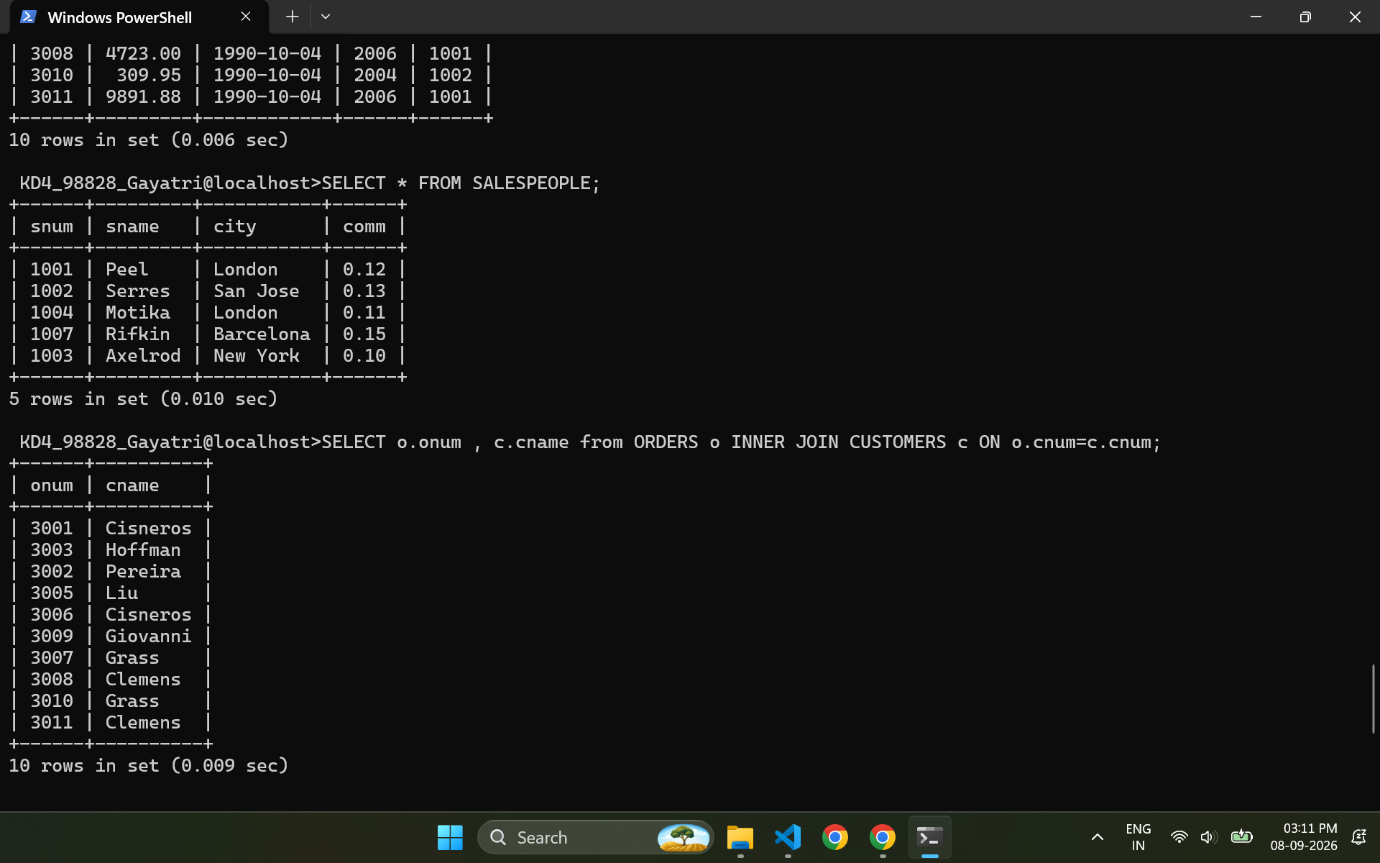 Windows PowerShell
| 3008 | 4723.00 | 1990-10-04 | 2006 | 1001 |
| 3010 |  309.95 | 1990-10-04 | 2004 | 1002 |
| 3011 | 9891.88 | 1990-10-04 | 2006 | 1001 |
+------+---------+------------+------+------+
10 rows in set (0.006 sec)
KD4_98828_Gayatri@localhost>SELECT * FROM SALESPEOPLE;
+------+---------+-----------+------+
| snum | sname   | city      | comm |
+------+---------+-----------+------+
| 1001 | Peel    | London    | 0.12 |
| 1002 | Serres  | San Jose  | 0.13 |
| 1004 | Motika  | London    | 0.11 |
| 1007 | Rifkin  | Barcelona | 0.15 |
| 1003 | Axelrod | New York  | 0.10 |
+------+---------+-----------+------+
5 rows in set (0.010 sec)
KD4_98828_Gayatri@localhost>SELECT o.onum , c.cname from ORDERS o INNER JOIN CUSTOMERS c ON o.cnum=c.cnum;
+------+----------+
| onum | cname    |
+------+----------+
| 3001 | Cisneros |
| 3003 | Hoffman  |
| 3002 | Pereira  |
| 3005 | Liu      |
| 3006 | Cisneros |
| 3009 | Giovanni |
| 3007 | Grass    |
| 3008 | Clemens  |
| 3010 | Grass    |
| 3011 | Clemens  |
+------+----------+
10 rows in set (0.009 sec)
Search
ENG
IN
03:11 PM
08-09-2026